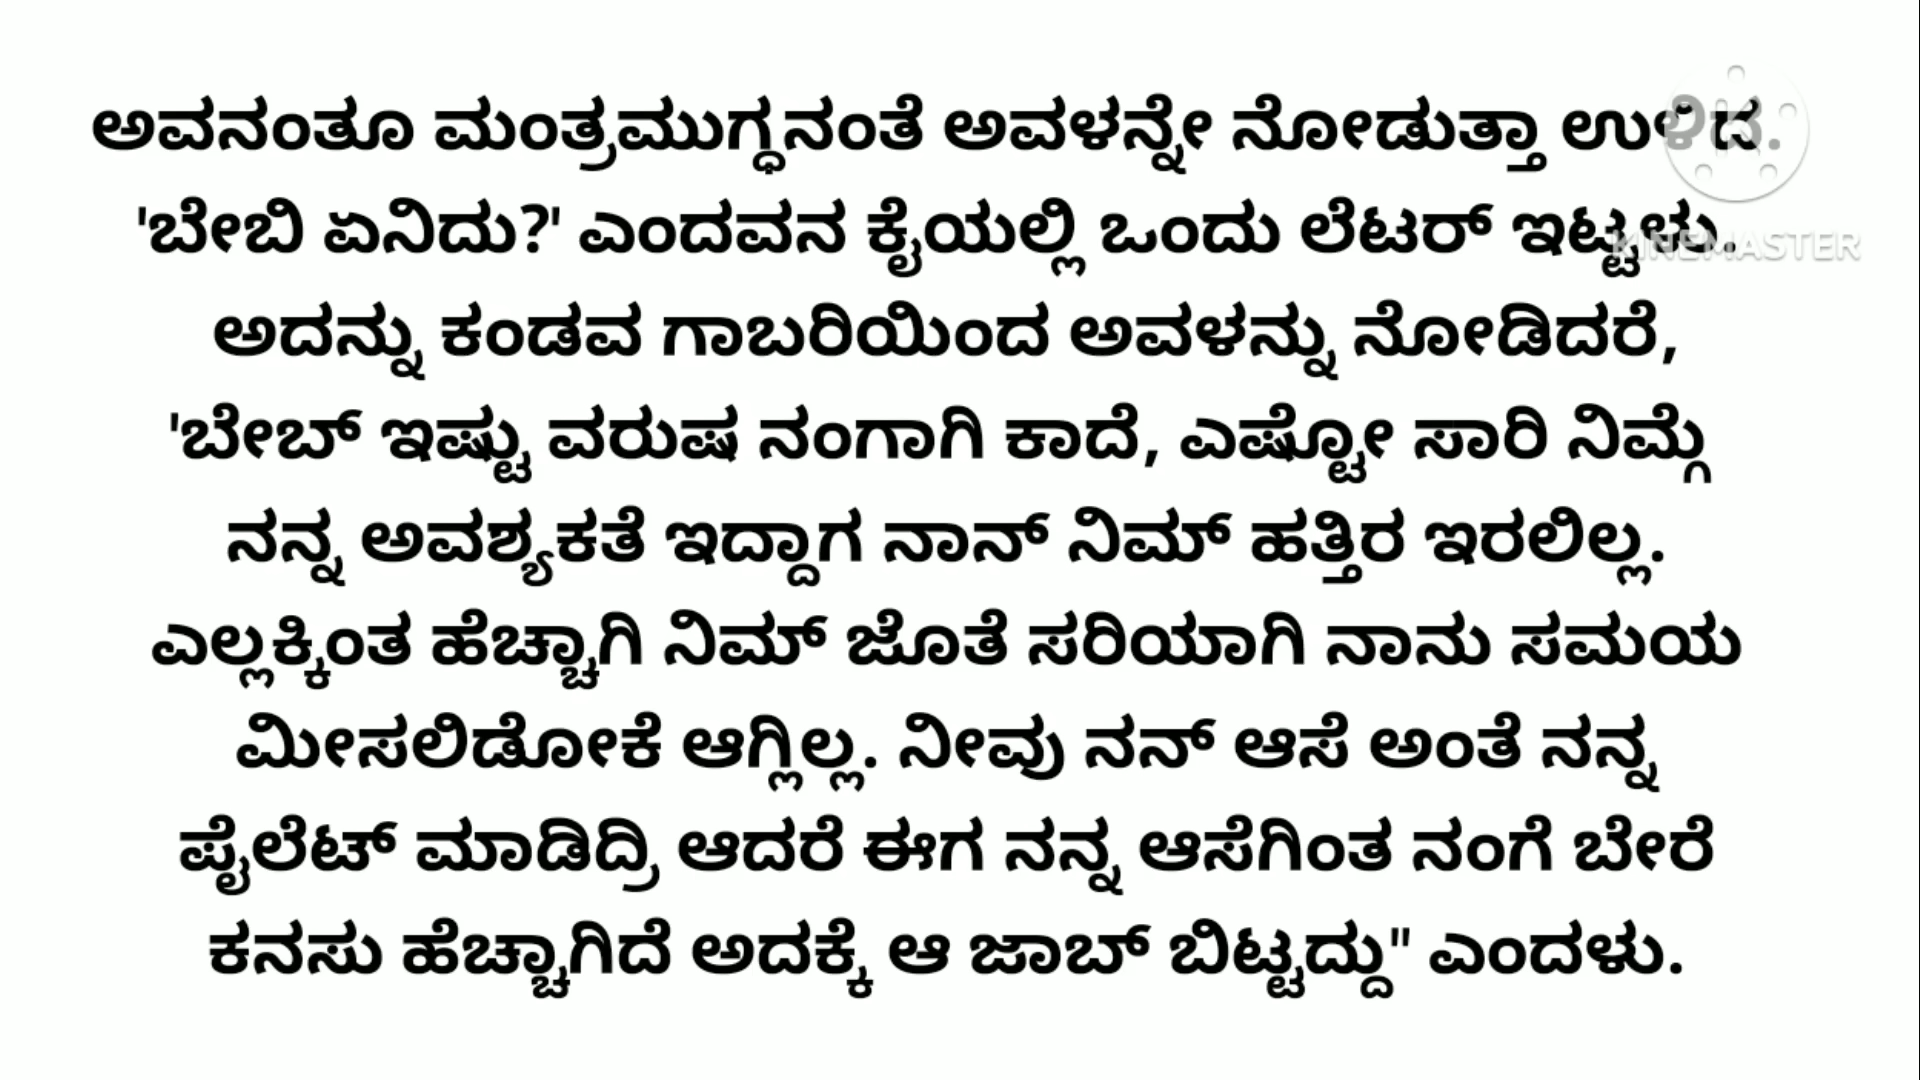 ಅವನಂತೂ ಮಂತ್ರಮುಗ್ಧನಂತೆ ಅವಳನ್ನೇ ನೋಡುತ್ತಾ ಉಳಿದ.
'ಬೇಬಿ ಏನಿದು?' ಎಂದವನ ಕೈಯಲ್ಲಿ ಒಂದು ಲೆಟರ್ ಇಟ್ಟಳು.
KINEMASTER
ಅದನ್ನು ಕಂಡವ ಗಾಬರಿಯಿಂದ ಅವಳನ್ನು ನೋಡಿದರೆ,
'ಬೇಬ್ ಇಷ್ಟು ವರುಷ ನಂಗಾಗಿ ಕಾದೆ, ಎಷ್ಟೋ ಸಾರಿ ನಿಮ್ಗೆ
ನನ್ನ ಅವಶ್ಯಕತೆ ಇದ್ದಾಗ ನಾನ್ ನಿಮ್ ಹತ್ತಿರ ಇರಲಿಲ್ಲ.
ಎಲ್ಲಕ್ಕಿಂತ ಹೆಚ್ಚಾಗಿ ನಿಮ್ ಜೊತೆ ಸರಿಯಾಗಿ ನಾನು ಸಮಯ
ಮೀಸಲಿಡೋಕೆ ಆಗ್ಲಿಲ್ಲ. ನೀವು ನನ್ ಆಸೆ ಅಂತೆ ನನ್ನ
ಪೈಲೆಟ್ ಮಾಡಿದ್ರಿ ಆದರೆ ಈಗ ನನ್ನ ಆಸೆಗಿಂತ ನಂಗೆ ಬೇರೆ
ಕನಸು ಹೆಚ್ಚಾಗಿದೆ ಅದಕ್ಕೆ ಆ ಜಾಬ್ ಬಿಟ್ಟದ್ದು" ಎಂದಳು.